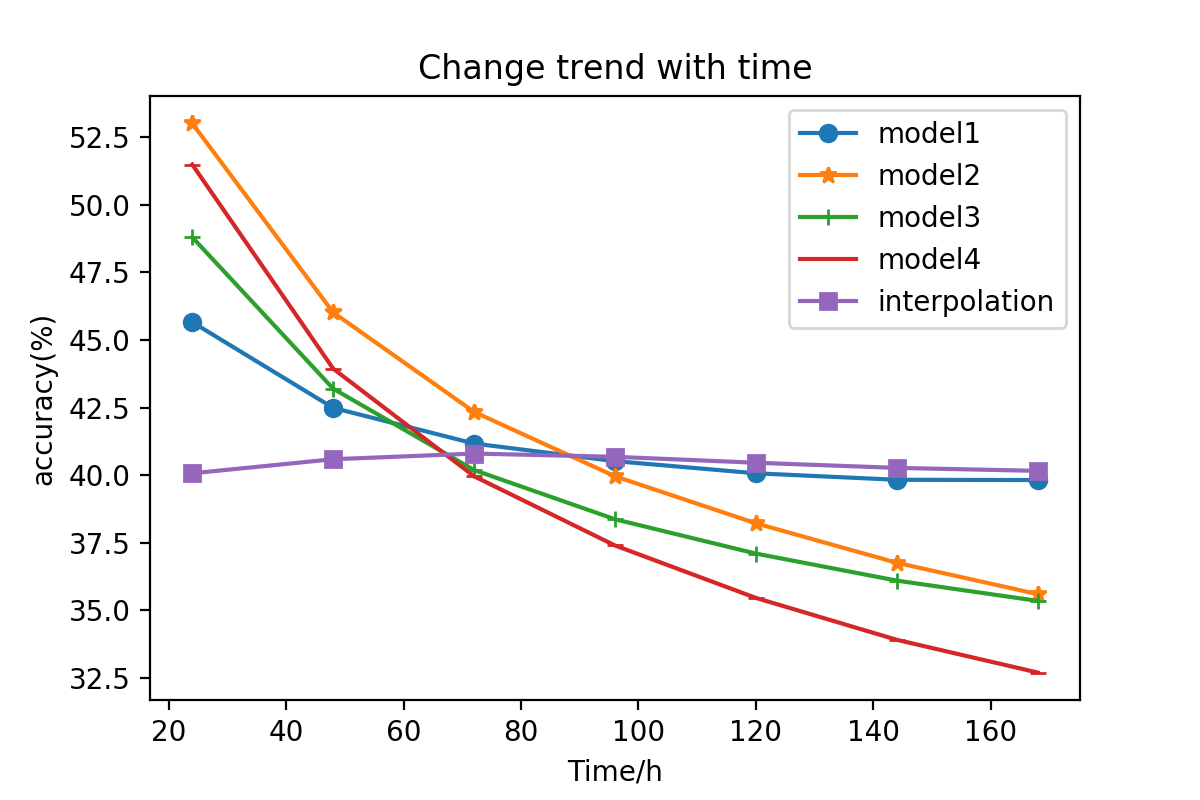 Change trend with time
accuracy(%)
52.5
50.0
47.5
45.0
42.5
40.0
37.5
35.0
32.5
model1
model2
model3
model4
interpolation
20 40 60 80 100 120 140 160
Time/h